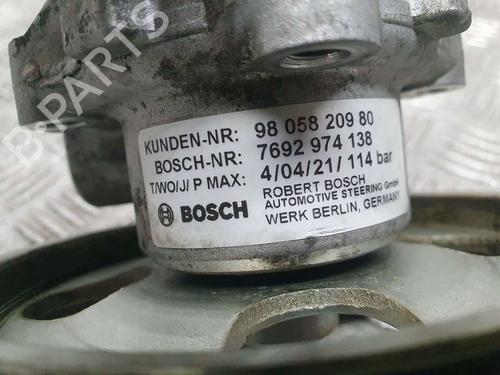 B-PARTS
KUNDEN-NR: 98 058 209 80
BOSCH-NR: 7692 974 138
T/WO/J/ P MAX: 4/04/21/ 114 bar
BOSCH
ROBERT BOSCH
AUTOMOTIVE STEERING GmbH
WERK BERLIN, GERMANY